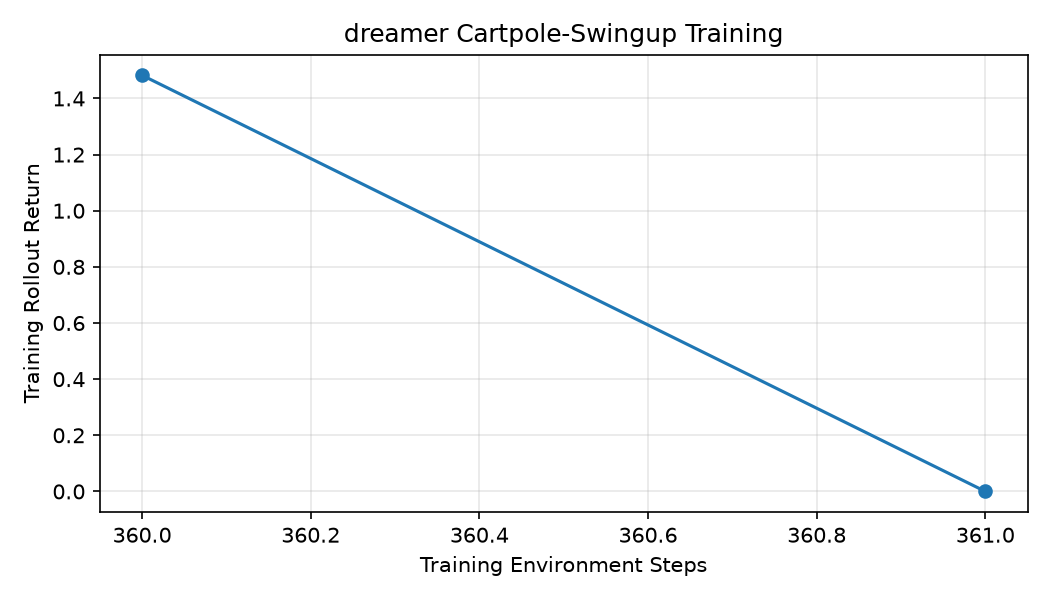 dreamer Cartpole-Swingup Training
Training Rollout Return
1.4
1.2
1.0
0.8
0.6
0.4
0.2
0.0
360.0 360.2 360.4 360.6 360.8 361.0
Training Environment Steps